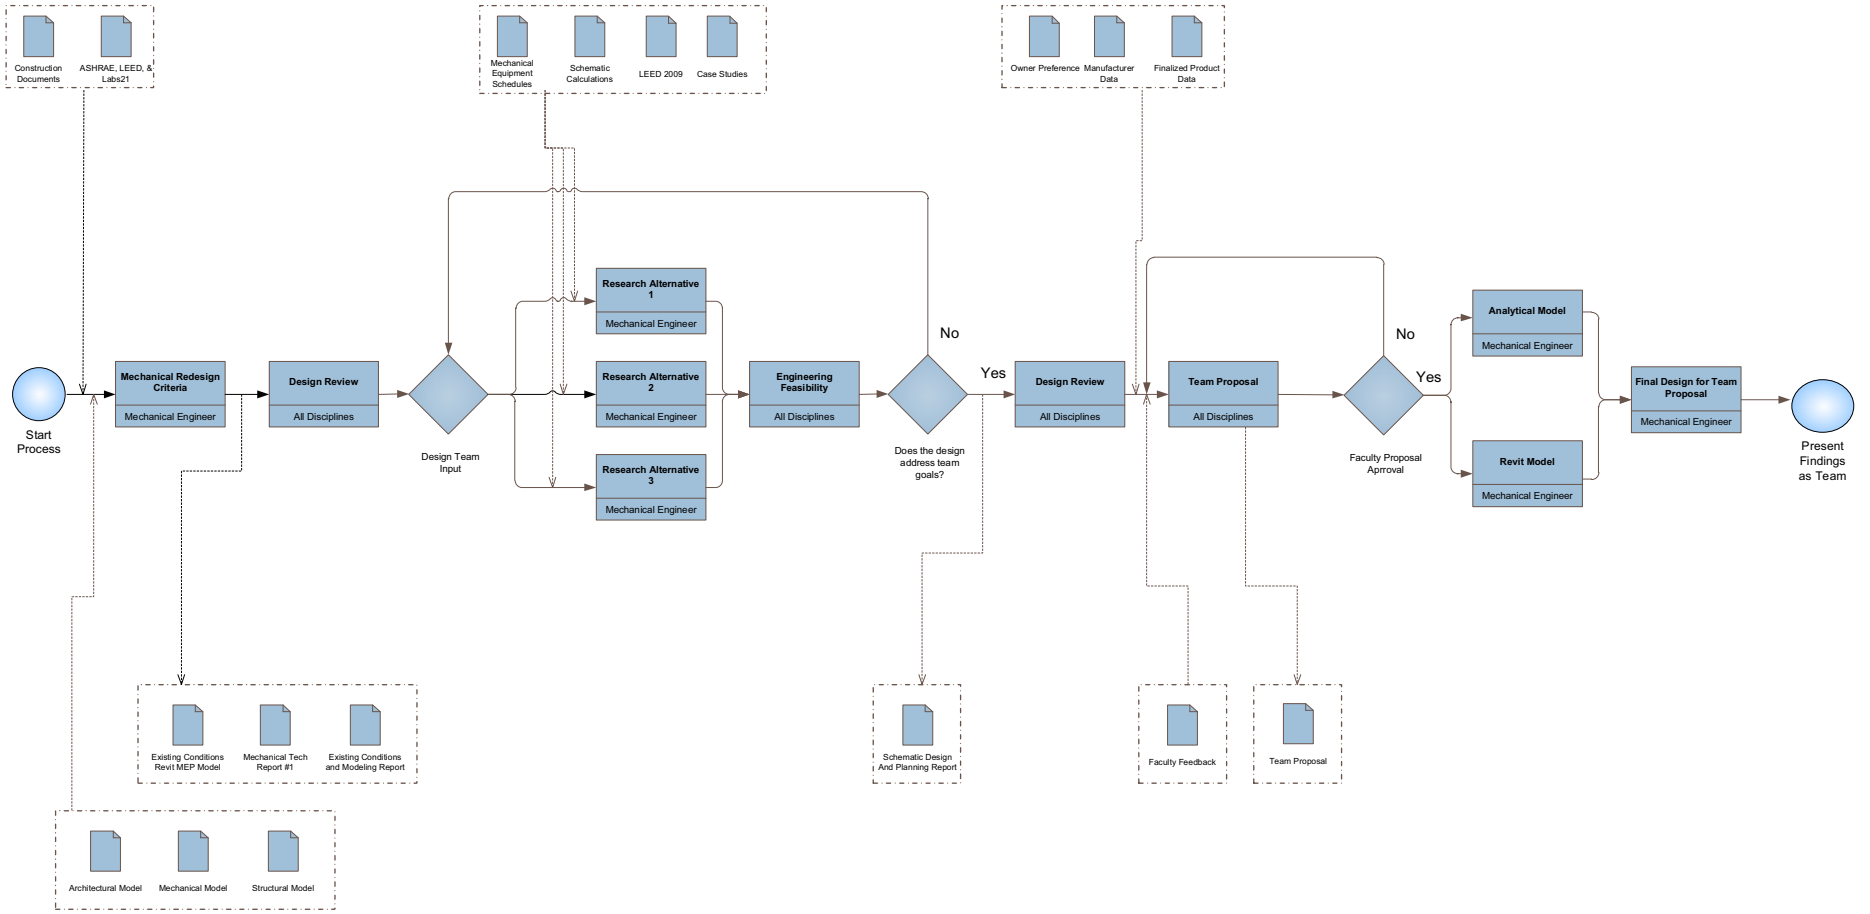 Construction
Documents
ASHRAE, LEED, &
Labs21
Mechanical
Equipment
Schedules
Schematic
Calculations
LEED 2009
Case Studies
Owner Preference
Manufacturer
Data
Finalized Product
Data
Start
Process
Mechanical Redesign
Criteria
Mechanical Engineer
Design Review
All Disciplines
Design Team
Input
Research Alternative
1
Mechanical Engineer
Research Alternative
2
Mechanical Engineer
Research Alternative
3
Mechanical Engineer
Engineering
Feasibility
All Disciplines
No
Yes
Does the design
address team
goals?
Design Review
All Disciplines
Team Proposal
All Disciplines
No
Yes
Faculty Proposal
Aprroval
Analytical Model
Mechanical Engineer
Revit Model
Mechanical Engineer
Final Design for Team
Proposal
Mechanical Engineer
Present
Findings
as Team
Existing Conditions
Revit MEP Model
Mechanical Tech
Report #1
Existing Conditions
and Modeling Report
Schematic Design
And Planning Report
Faculty Feedback
Team Proposal
Architectural Model
Mechanical Model
Structural Model